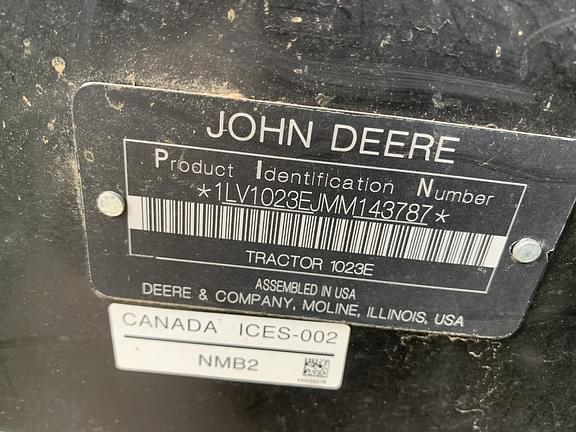 JOHN DEERE
Product Identification Number
*1LV1023EJMM143787*
TRACTOR 1023E
ASSEMBLED IN USA
DEERE & COMPANY, MOLINE, ILLINOIS, USA
CANADA ICES-002
NMB2